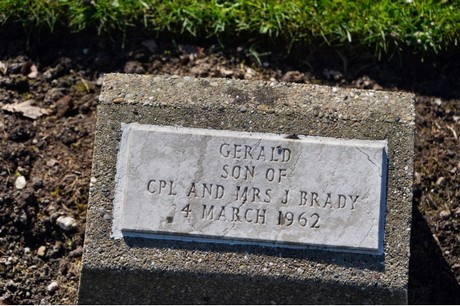 GERALD
SON OF
CPL AND MRS J BRADY
4 MARCH 1962